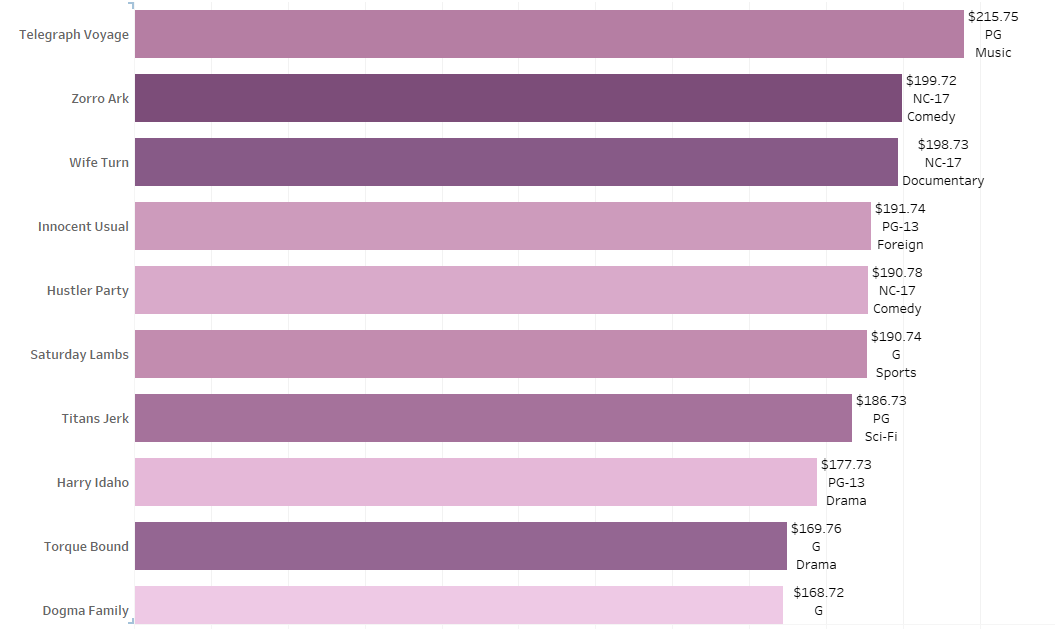 Telegraph Voyage
$215.75
PG
Music
Zorro Ark
$199.72
NC-17
Comedy
Wife Turn
$198.73
NC-17
Documentary
Innocent Usual
$191.74
PG-13
Foreign
Hustler Party
$190.78
NC-17
Comedy
Saturday Lambs
$190.74
G
Sports
Titans Jerk
$186.73
PG
Sci-Fi
Harry Idaho
$177.73
PG-13
Drama
Torque Bound
$169.76
G
Drama
Dogma Family
$168.72
G